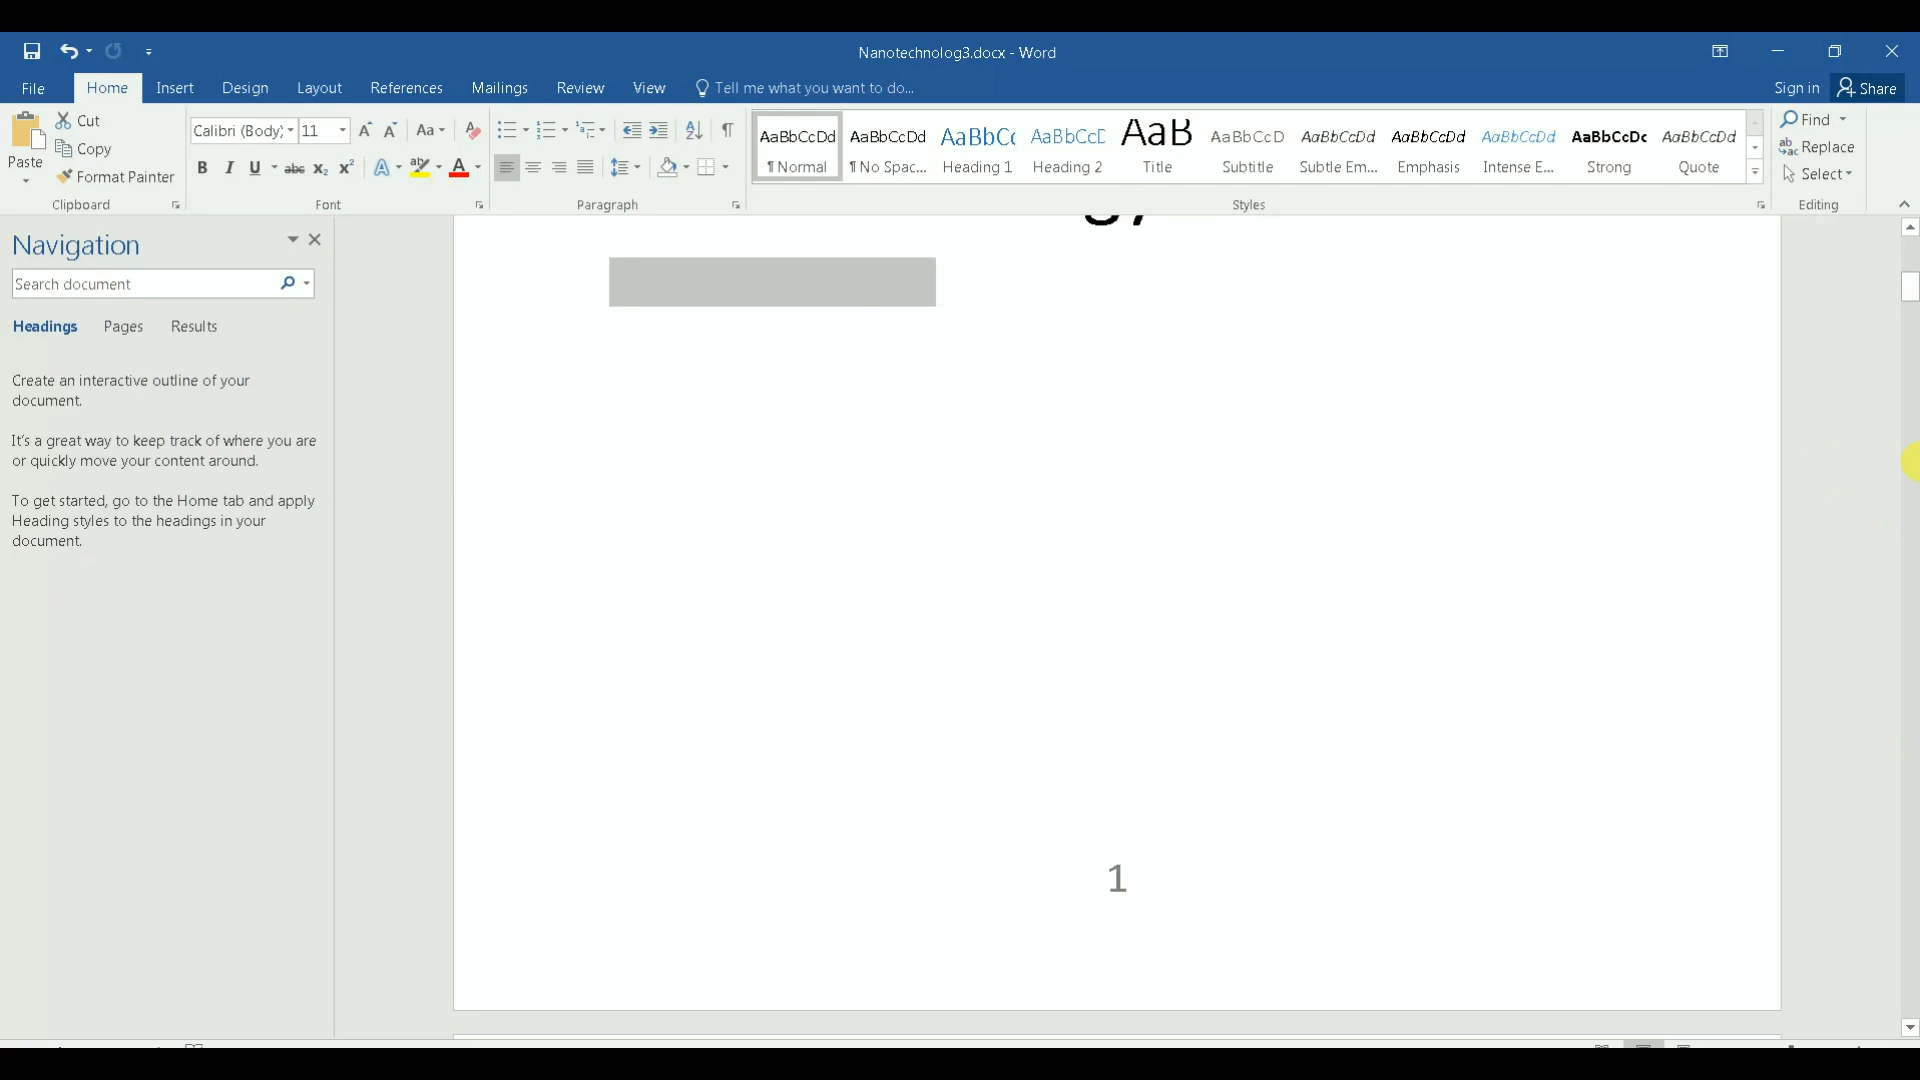 Nanotechnolog3.docx - Word
File Home Insert Design Layout References Mailings Review View Tell me what you want to do... Sign in Share
Paste
Cut
Copy
Format Painter
Clipboard
Calibri (Body) 11
Font
Paragraph
AaBbCcDd AaBbCcDd AaBbCc AaBbCcD AaB AaBbCcD AaBbCcDd AaBbCcDd AaBbCcDd AaBbCcDc AaBbCcDd
¶ Normal ¶ No Spac... Heading 1 Heading 2 Title Subtitle Subtle Em... Emphasis Intense E... Strong Quote
Styles
Find
Replace
Select
Editing
Navigation
Search document
Headings Pages Results
Create an interactive outline of your
document.
It's a great way to keep track of where you are
or quickly move your content around.
To get started, go to the Home tab and apply
Heading styles to the headings in your
document.
1